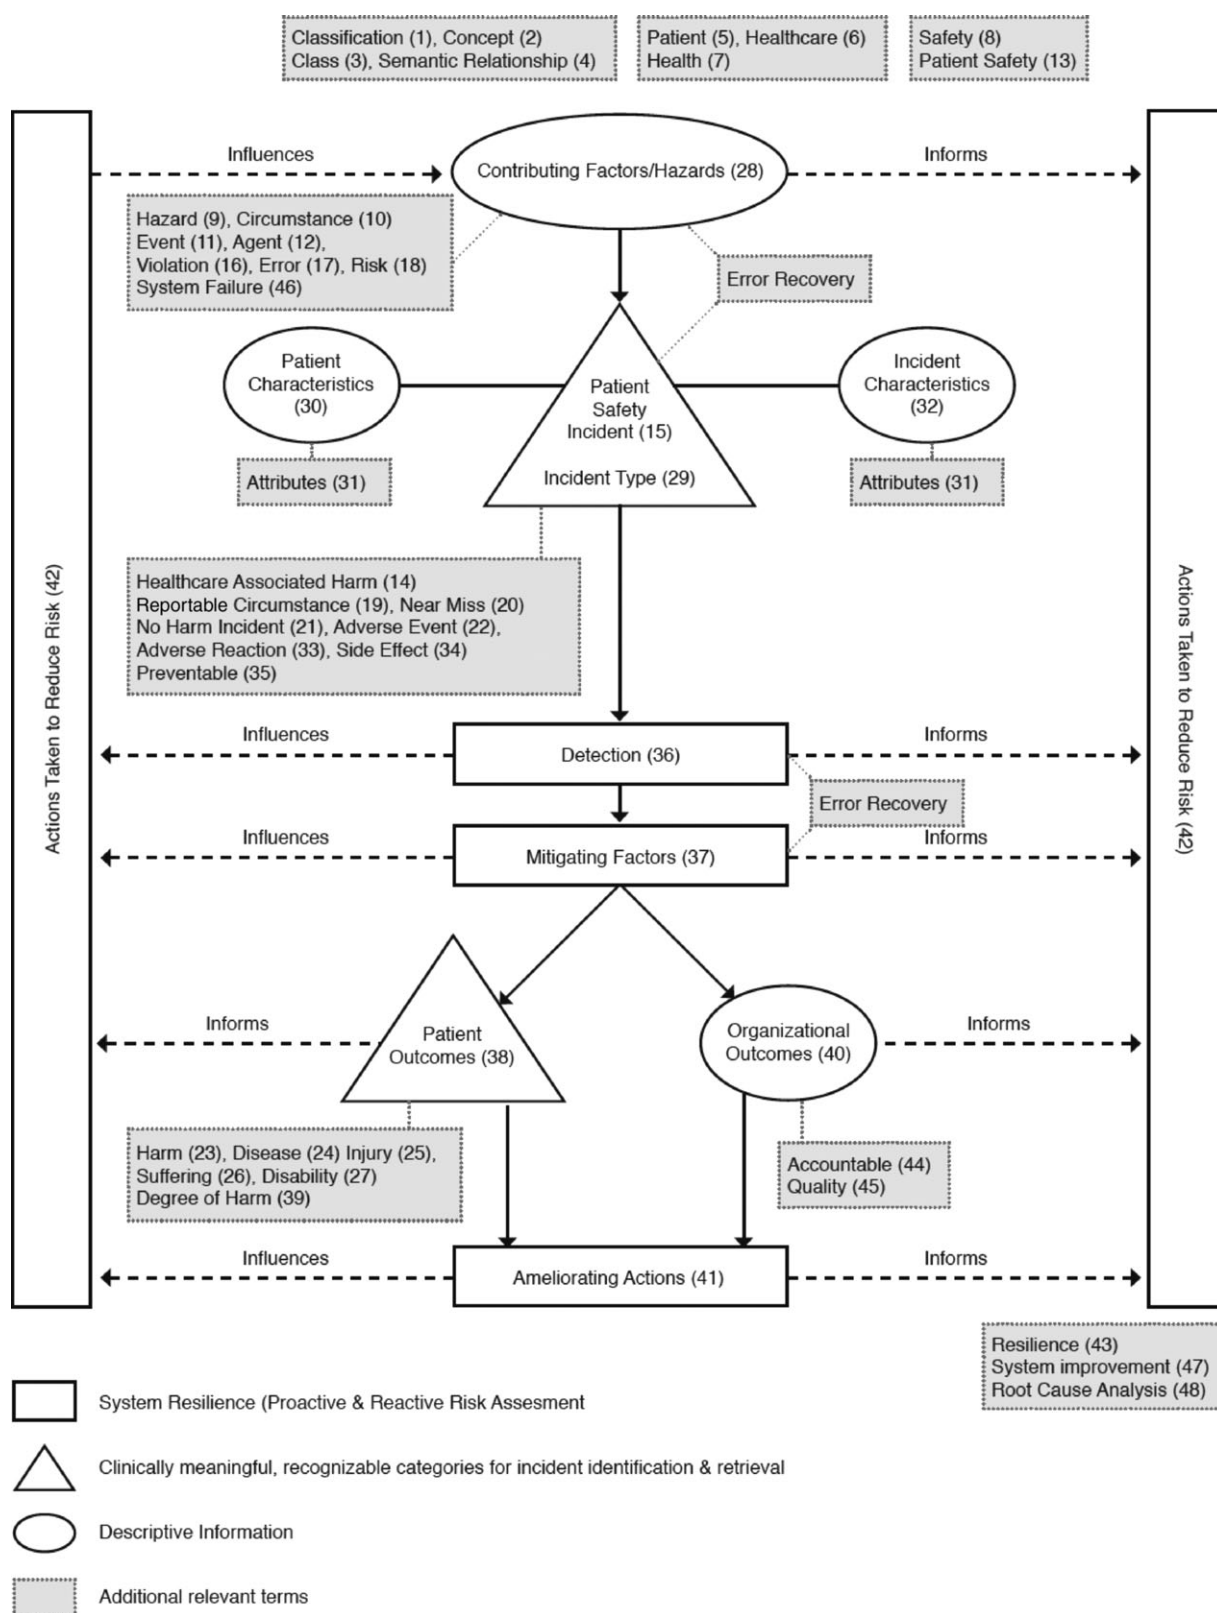 Classification (1), Concept (2)
Class (3), Semantic Relationship (4)
Patient (5), Healthcare (6)
Health (7)
Safety (8)
Patient Safety (13)
Influences
Contributing Factors/Hazards (28)
Informs
Hazard (9), Circumstance (10)
Event (11), Agent (12),
Violation (16), Error (17), Risk (18)
System Failure (46)
Error Recovery
Patient
Characteristics
(30)
Patient
Safety
Incident (15)
Incident Type (29)
Incident
Characteristics
(32)
Attributes (31)
Attributes (31)
Actions Taken to Reduce Risk (42)
Actions Taken to Reduce Risk (42)
Healthcare Associated Harm (14)
Reportable Circumstance (19), Near Miss (20)
No Harm Incident (21), Adverse Event (22),
Adverse Reaction (33), Side Effect (34)
Preventable (35)
Influences
Detection (36)
Informs
Error Recovery
Influences
Mitigating Factors (37)
Informs
Informs
Patient
Outcomes (38)
Organizational
Outcomes (40)
Informs
Harm (23), Disease (24) Injury (25),
Suffering (26), Disability (27)
Degree of Harm (39)
Accountable (44)
Quality (45)
Influences
Ameliorating Actions (41)
Informs
Resilience (43)
System improvement (47)
Root Cause Analysis (48)
System Resilience (Proactive & Reactive Risk Assesment
Clinically meaningful, recognizable categories for incident identification & retrieval
Descriptive Information
Additional relevant terms